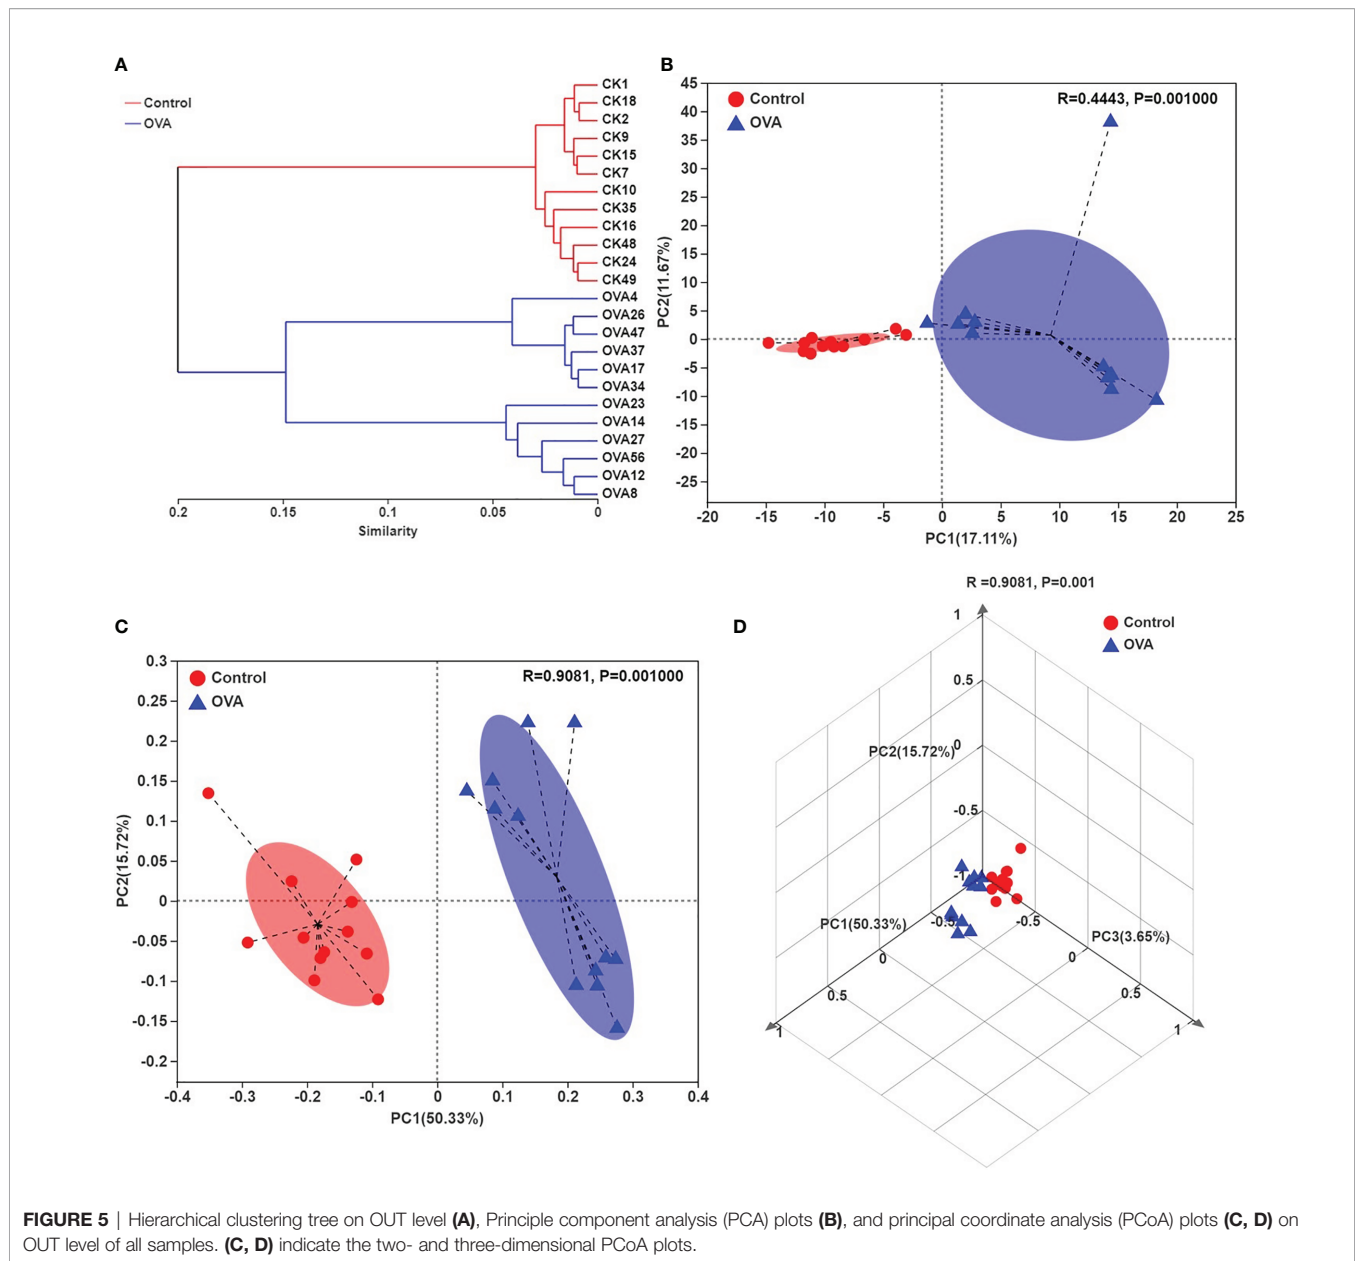 A
Control
OVA
CK1
CK18
CK2
CK9
CK15
CK7
CK10
CK35
CK16
CK48
CK24
CK49
OVA4
OVA26
OVA47
OVA37
OVA17
OVA34
OVA23
OVA14
OVA27
OVA56
OVA12
OVA8
0.2 0.15 0.1 0.05 0
Similarity
B
Control
OVA
R=0.4443, P=0.001000
45
40
35
30
25
20
15
10
5
0
-5
-10
-15
-20
-25
PC2(11.67%)
-20 -15 -10 -5 0 5 10 15 20 25
PC1(17.11%)
C
Control
OVA
R=0.9081, P=0.001000
0.3
0.25
0.2
0.15
0.1
0.05
0
-0.05
-0.1
-0.15
-0.2
PC2(15.72%)
-0.4 -0.3 -0.2 -0.1 0 0.1 0.2 0.3 0.4
PC1(50.33%)
D
R =0.9081, P=0.001
Control
OVA
1
0.5
PC2(15.72%) 0
-0.5
-1
PC1(50.33%) -0.5 -0.5 PC3(3.65%)
0 0
0.5 0.5
1 1
FIGURE 5 | Hierarchical clustering tree on OUT level (A), Principle component analysis (PCA) plots (B), and principal coordinate analysis (PCoA) plots (C, D) on
OUT level of all samples. (C, D) indicate the two- and three-dimensional PCoA plots.